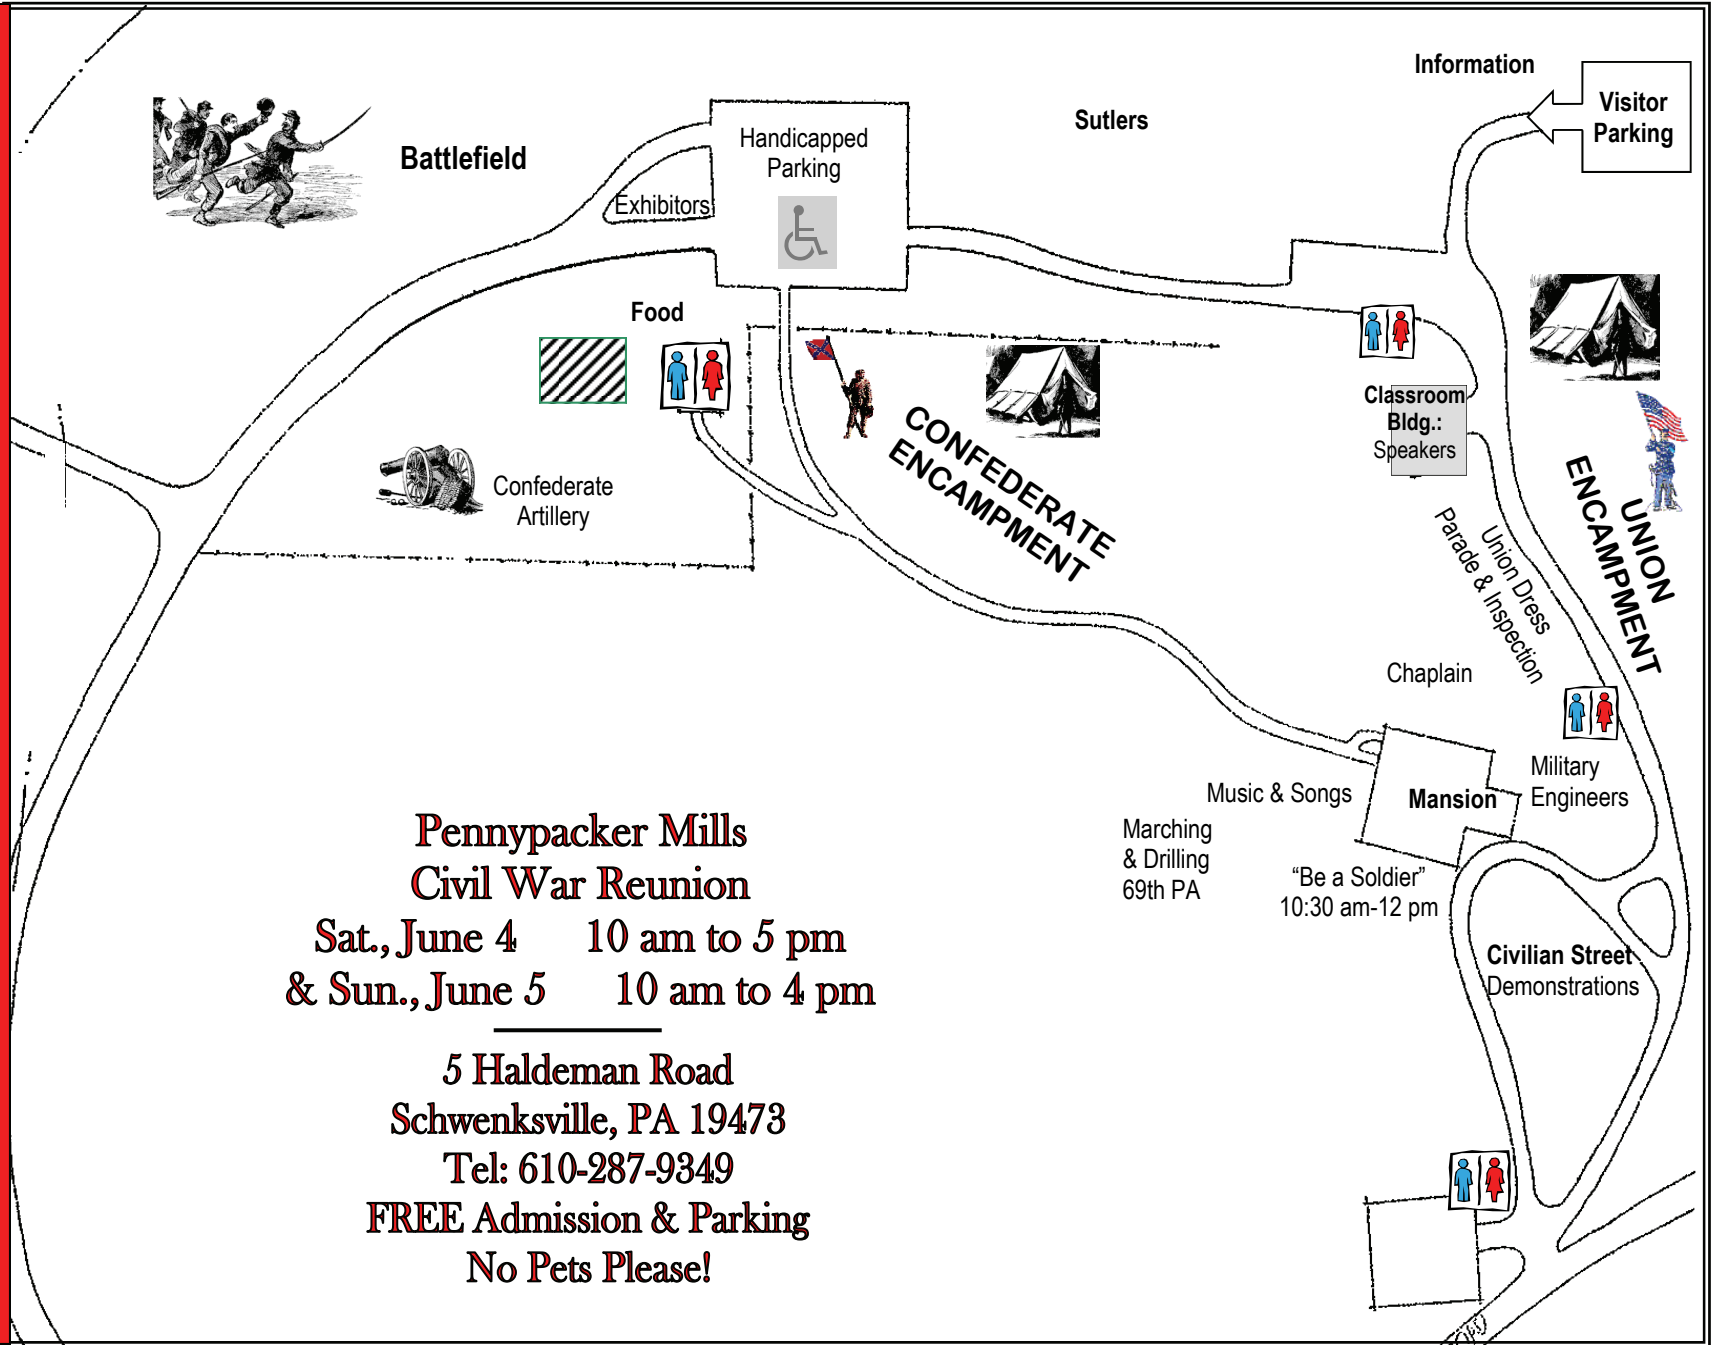 Information
Visitor
Parking
Sutlers
Handicapped
Parking
Battlefield
Exhibitors
Food
Classroom
Bldg.:
Speakers
CONFEDERATE
ENCAMPMENT
UNION
ENCAMPMENT
Confederate
Artillery
Union Dress
Parade & Inspection
Chaplain
Military
Engineers
Music & Songs
Mansion
Marching
& Drilling
69th PA
“Be a Soldier”
10:30 am-12 pm
Civilian Street
Demonstrations
Pennypacker Mills
Civil War Reunion
Sat., June 4 10 am to 5 pm
& Sun., June 5 10 am to 4 pm
5 Haldeman Road
Schwenksville, PA 19473
Tel: 610-287-9349
FREE Admission & Parking
No Pets Please!